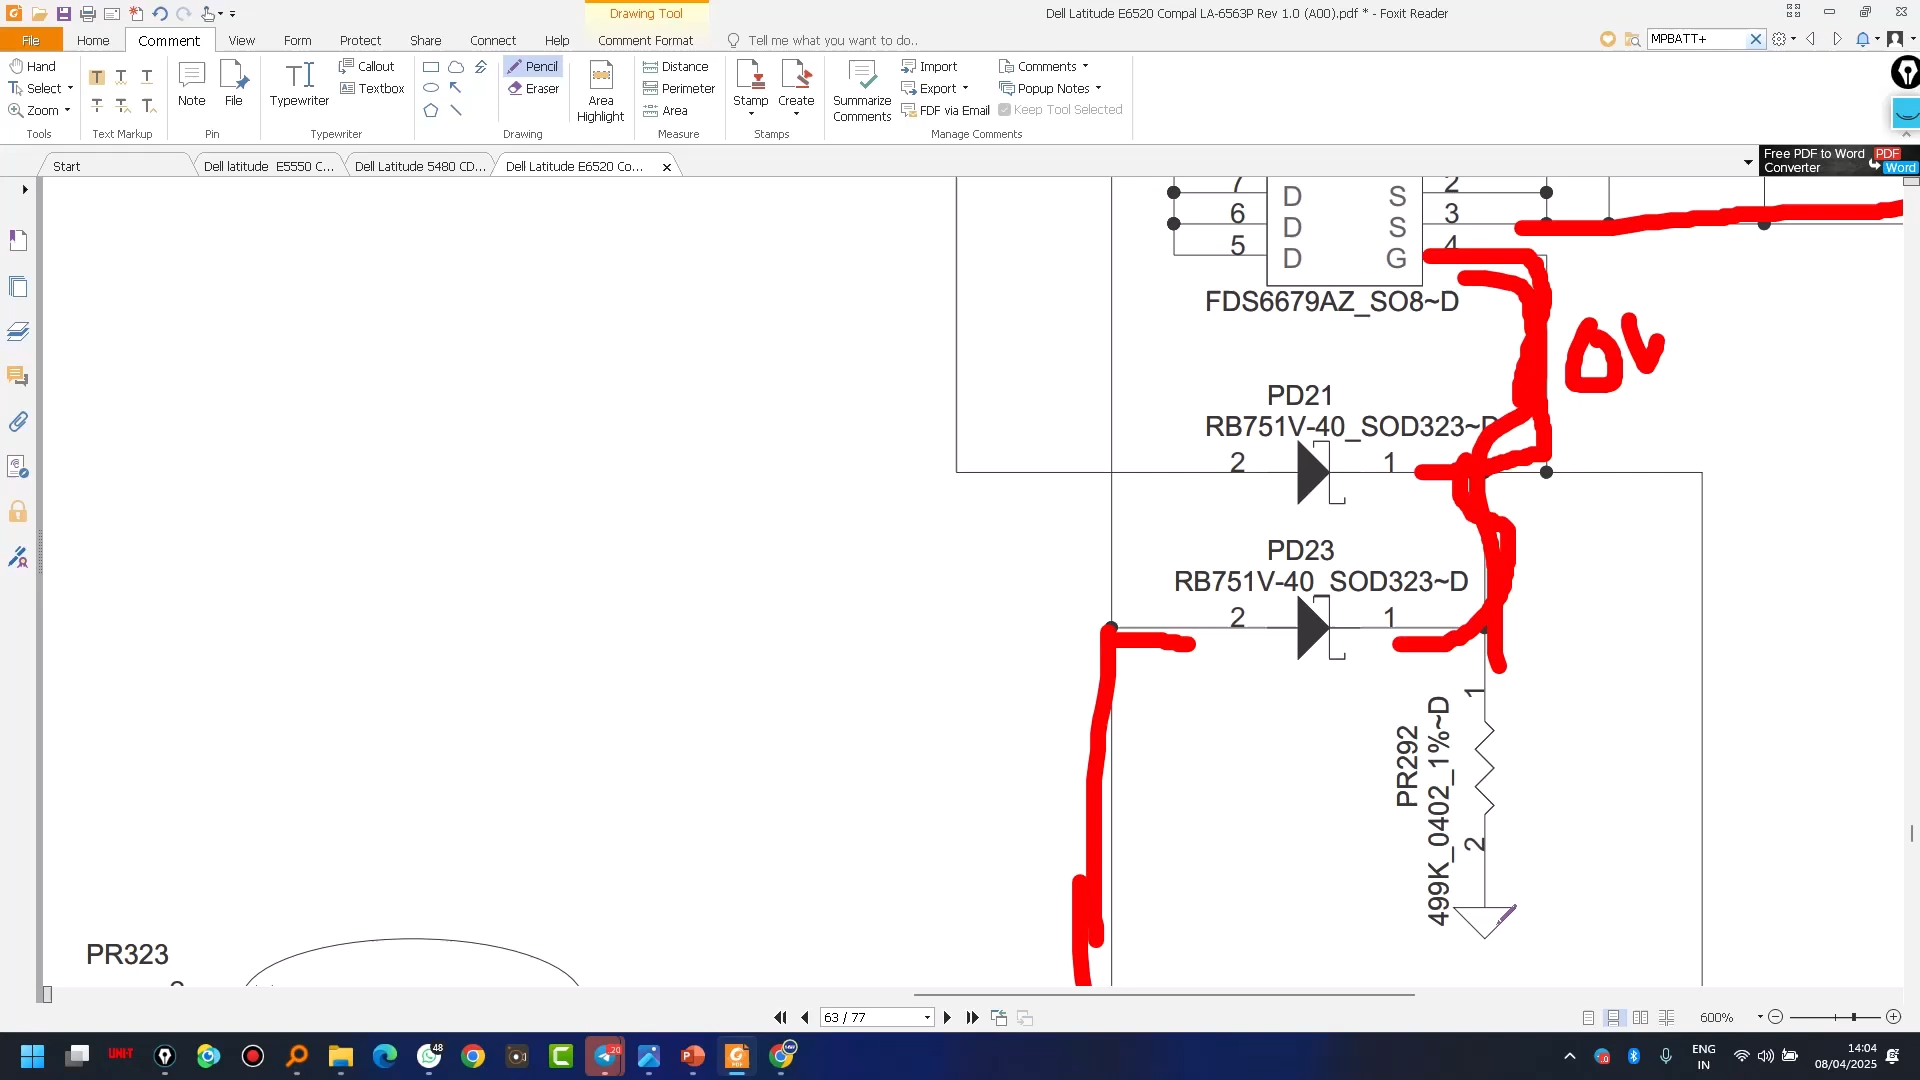 Drawing Tool
Dell Latitude E6520 Compal LA-6563P Rev 1.0 (A00).pdf * - Foxit Reader
File Home Comment View Form Protect Share Connect Help Comment Format Tell me what you want to do.. MPBATT+
Hand
Select
Zoom
Tools
T T T
T T T
Text Markup
Note
File
Pin
Typewriter
Callout
Textbox
Typewriter
Pencil
Eraser
Drawing
Area
Highlight
Distance
Perimeter
Area
Measure
Stamp
Create
Stamps
Summarize
Comments
Import
Export
FDF via Email
Comments
Popup Notes
Keep Tool Selected
Manage Comments
Start
Dell latitude E5550 C...
Dell Latitude 5480 CD...
Dell Latitude E6520 Co...
Free PDF to Word
Converter
PDF
Word
7 D S 2
6 D S 3
5 D G 4
FDS6679AZ_SO8~D
0V
PD21
RB751V-40_SOD323~D
2 1
PD23
RB751V-40_SOD323~D
2 1
1
PR292
499K_0402_1%~D
2
PR323
63 / 77
600%
UNI-T
48
20
ENG
IN
14:04
08/04/2025